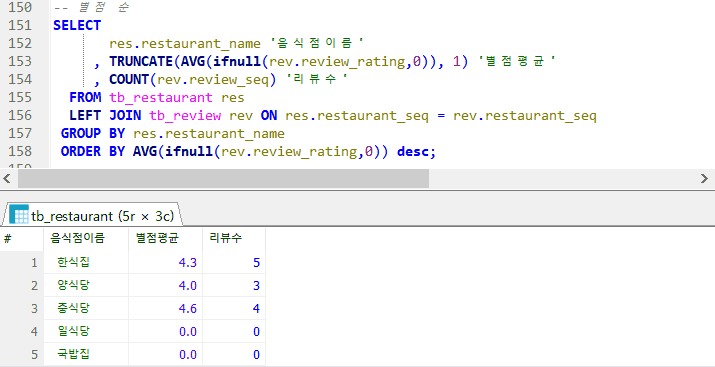 150 -- 별점 순
151 SELECT
152 res.restaurant_name '음식점이름'
153 , TRUNCATE(AVG(ifnull(rev.review_rating,0)), 1) '별점평균'
154 , COUNT(rev.review_seq) '리뷰수'
155 FROM tb_restaurant res
156 LEFT JOIN tb_review rev ON res.restaurant_seq = rev.restaurant_seq
157 GROUP BY res.restaurant_name
158 ORDER BY AVG(ifnull(rev.review_rating,0)) desc;
tb_restaurant (5r × 3c)
# 음식점이름 별점평균 리뷰수
1 한식집 4.3 5
2 양식당 4.0 3
3 중식당 4.6 4
4 일식당 0.0 0
5 국밥집 0.0 0